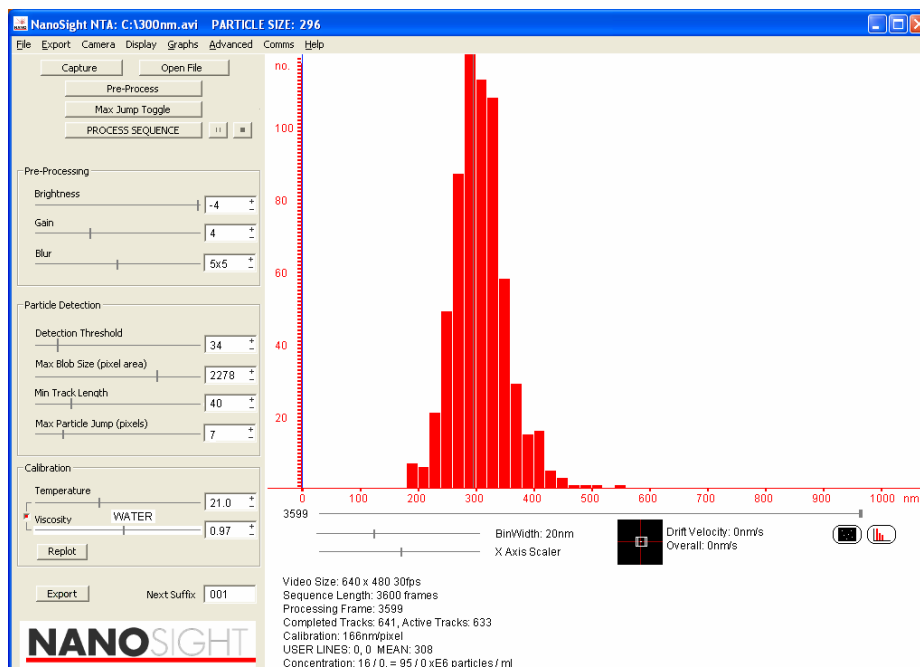 NanoSight NTA: C:\300nm.avi PARTICLE SIZE: 296
File Export Camera Display Graphs Advanced Comms Help
Capture Open File
Pre-Process
Max Jump Toggle
PROCESS SEQUENCE
Pre-Processing
Brightness
-4
Gain
4
Blur
5x5
Particle Detection
Detection Threshold
34
Max Blob Size (pixel area)
2278
Min Track Length
40
Max Particle Jump (pixels)
7
Calibration
Temperature
21.0
WATER
Viscosity
0.97
Replot
Export Next Suffix 001
NANOSIGHT
no.
100
80
60
40
20
0 100 200 300 400 500 600 700 800 900 1000 nm
3599
BinWidth: 20nm
X Axis Scaler
Drift Velocity: 0nm/s
Overall: 0nm/s
Video Size: 640 x 480 30fps
Sequence Length: 3600 frames
Processing Frame: 3599
Completed Tracks: 641, Active Tracks: 633
Calibration: 166nm/pixel
USER LINES: 0, 0 MEAN: 308
Concentration: 16 / 0, = 95 / 0 xE6 particles / ml